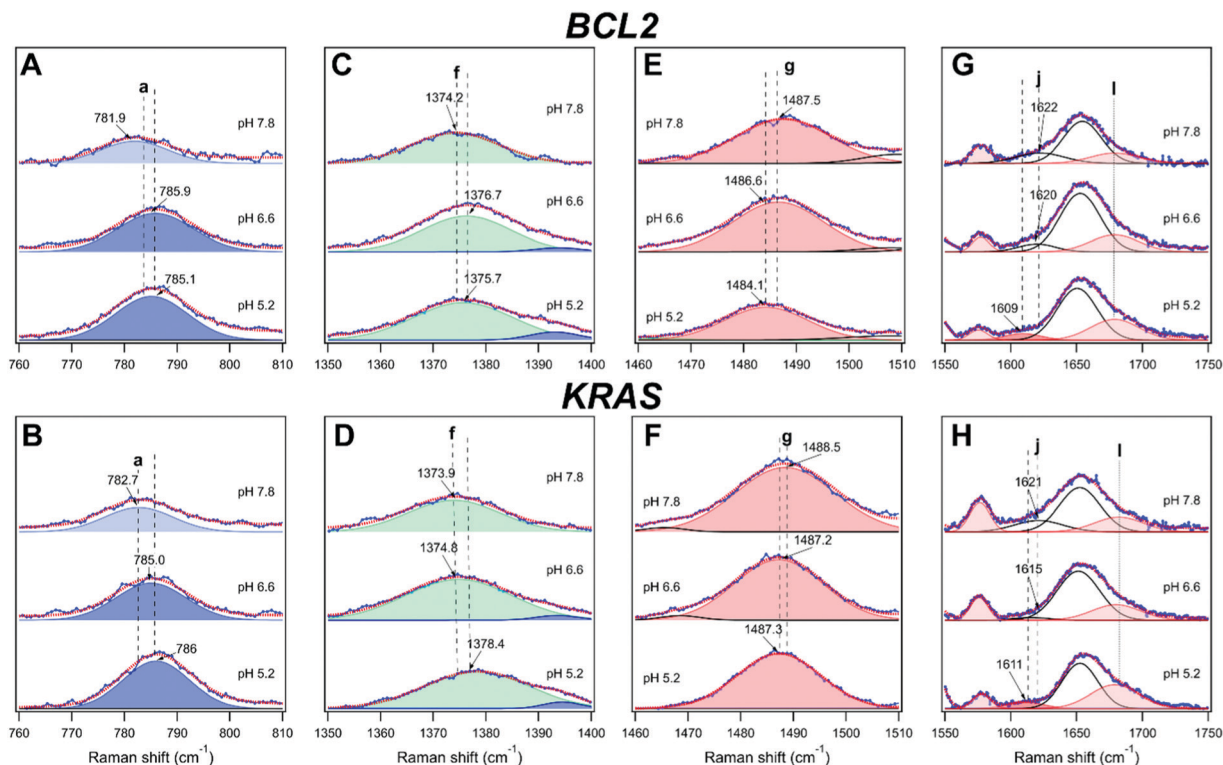 BCL2
A
a
781.9
pH 7.8
785.9
pH 6.6
785.1
pH 5.2
760 770 780 790 800 810
C
f
1374.2
pH 7.8
1376.7
pH 6.6
1375.7
pH 5.2
1350 1360 1370 1380 1390 1400
E
g
1487.5
pH 7.8
1486.6
pH 6.6
1484.1
pH 5.2
1460 1470 1480 1490 1500 1510
G
j
l
1622
pH 7.8
1620
pH 6.6
1609
pH 5.2
1550 1600 1650 1700 1750
KRAS
B
a
782.7
pH 7.8
785.0
pH 6.6
786
pH 5.2
760 770 780 790 800 810
Raman shift (cm⁻¹)
D
f
1373.9
pH 7.8
1374.8
pH 6.6
1378.4
pH 5.2
1350 1360 1370 1380 1390 1400
Raman shift (cm⁻¹)
F
g
1488.5
pH 7.8
1487.2
pH 6.6
1487.3
pH 5.2
1460 1470 1480 1490 1500 1510
Raman shift (cm⁻¹)
H
j
l
1621
pH 7.8
1615
pH 6.6
1611
pH 5.2
1550 1600 1650 1700 1750
Raman shift (cm⁻¹)